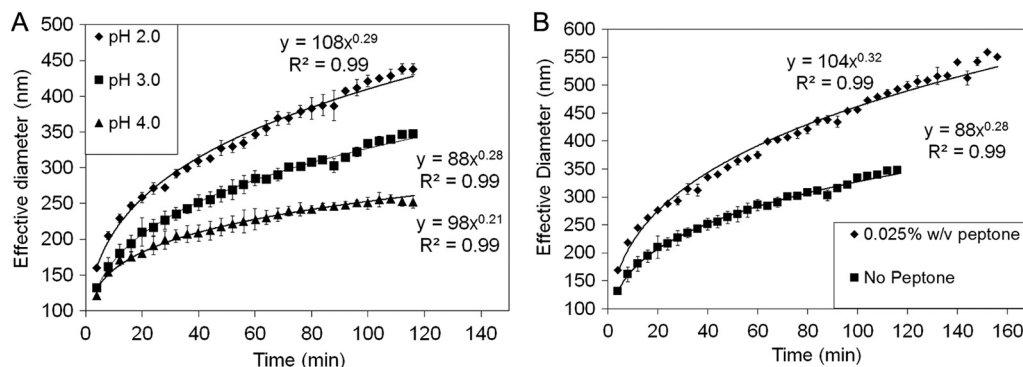 A
Effective diameter (nm)
500
450
400
350
300
250
200
150
100
pH 2.0
pH 3.0
pH 4.0
y = 108x^0.29
R² = 0.99
y = 88x^0.28
R² = 0.99
y = 98x^0.21
R² = 0.99
0 20 40 60 80 100 120 140
Time (min)
B
Effective Diameter (nm)
600
550
500
450
400
350
300
250
200
150
100
y = 104x^0.32
R² = 0.99
y = 88x^0.28
R² = 0.99
0.025% w/v peptone
No Peptone
0 20 40 60 80 100 120 140 160
Time (min)